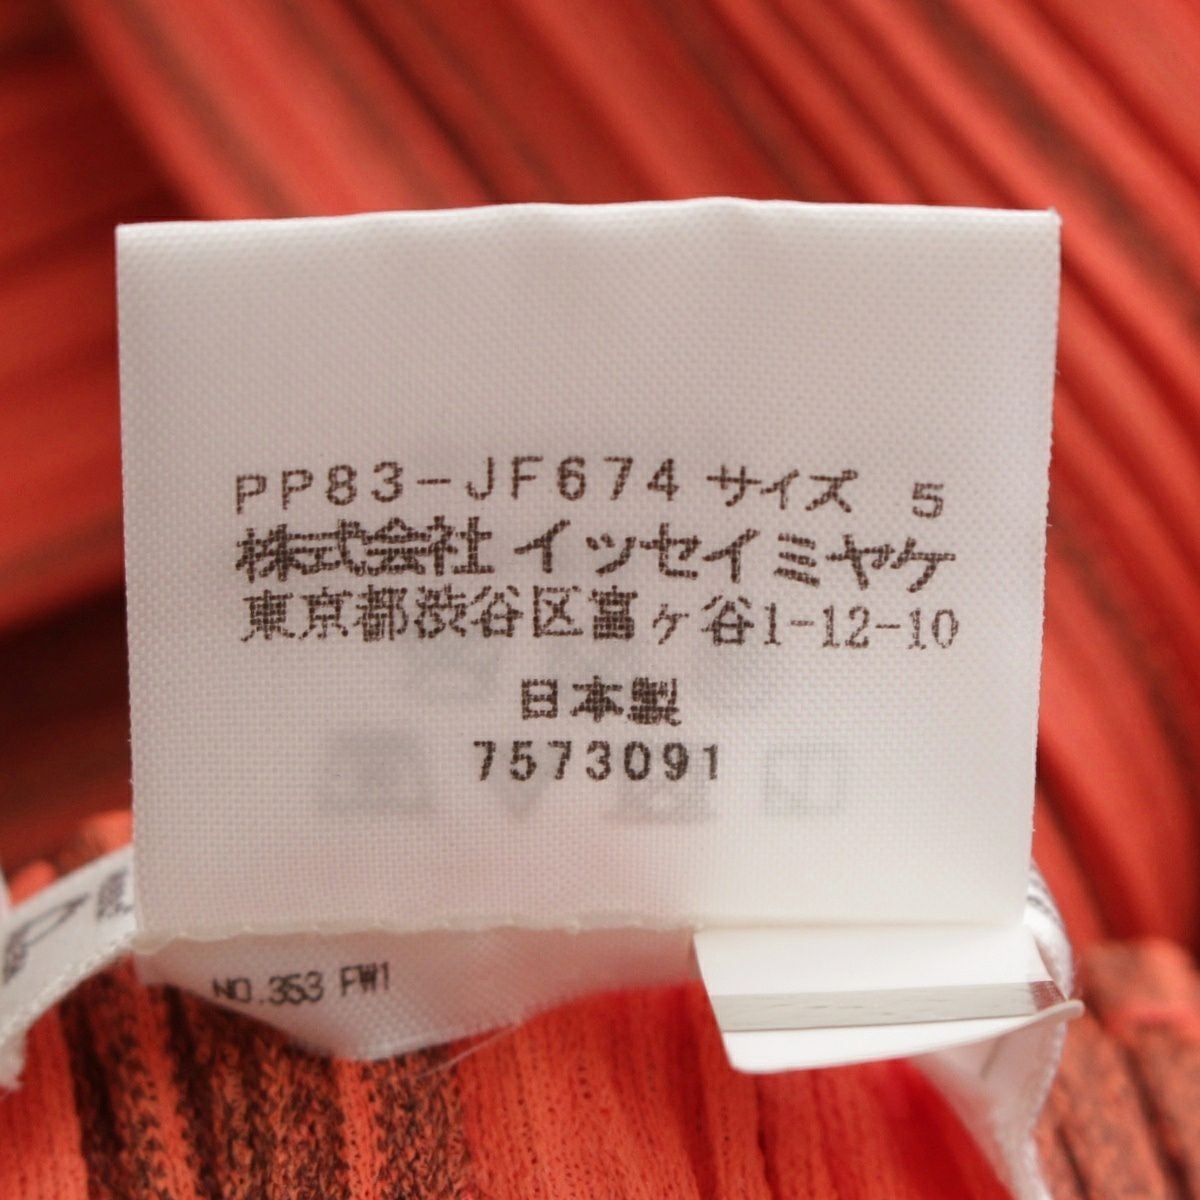 PP83-JF674 サイズ 5
株式会社 イッセイミヤケ
東京都渋谷区富ヶ谷1-12-10
日本製
7573091
NO.353 FW1